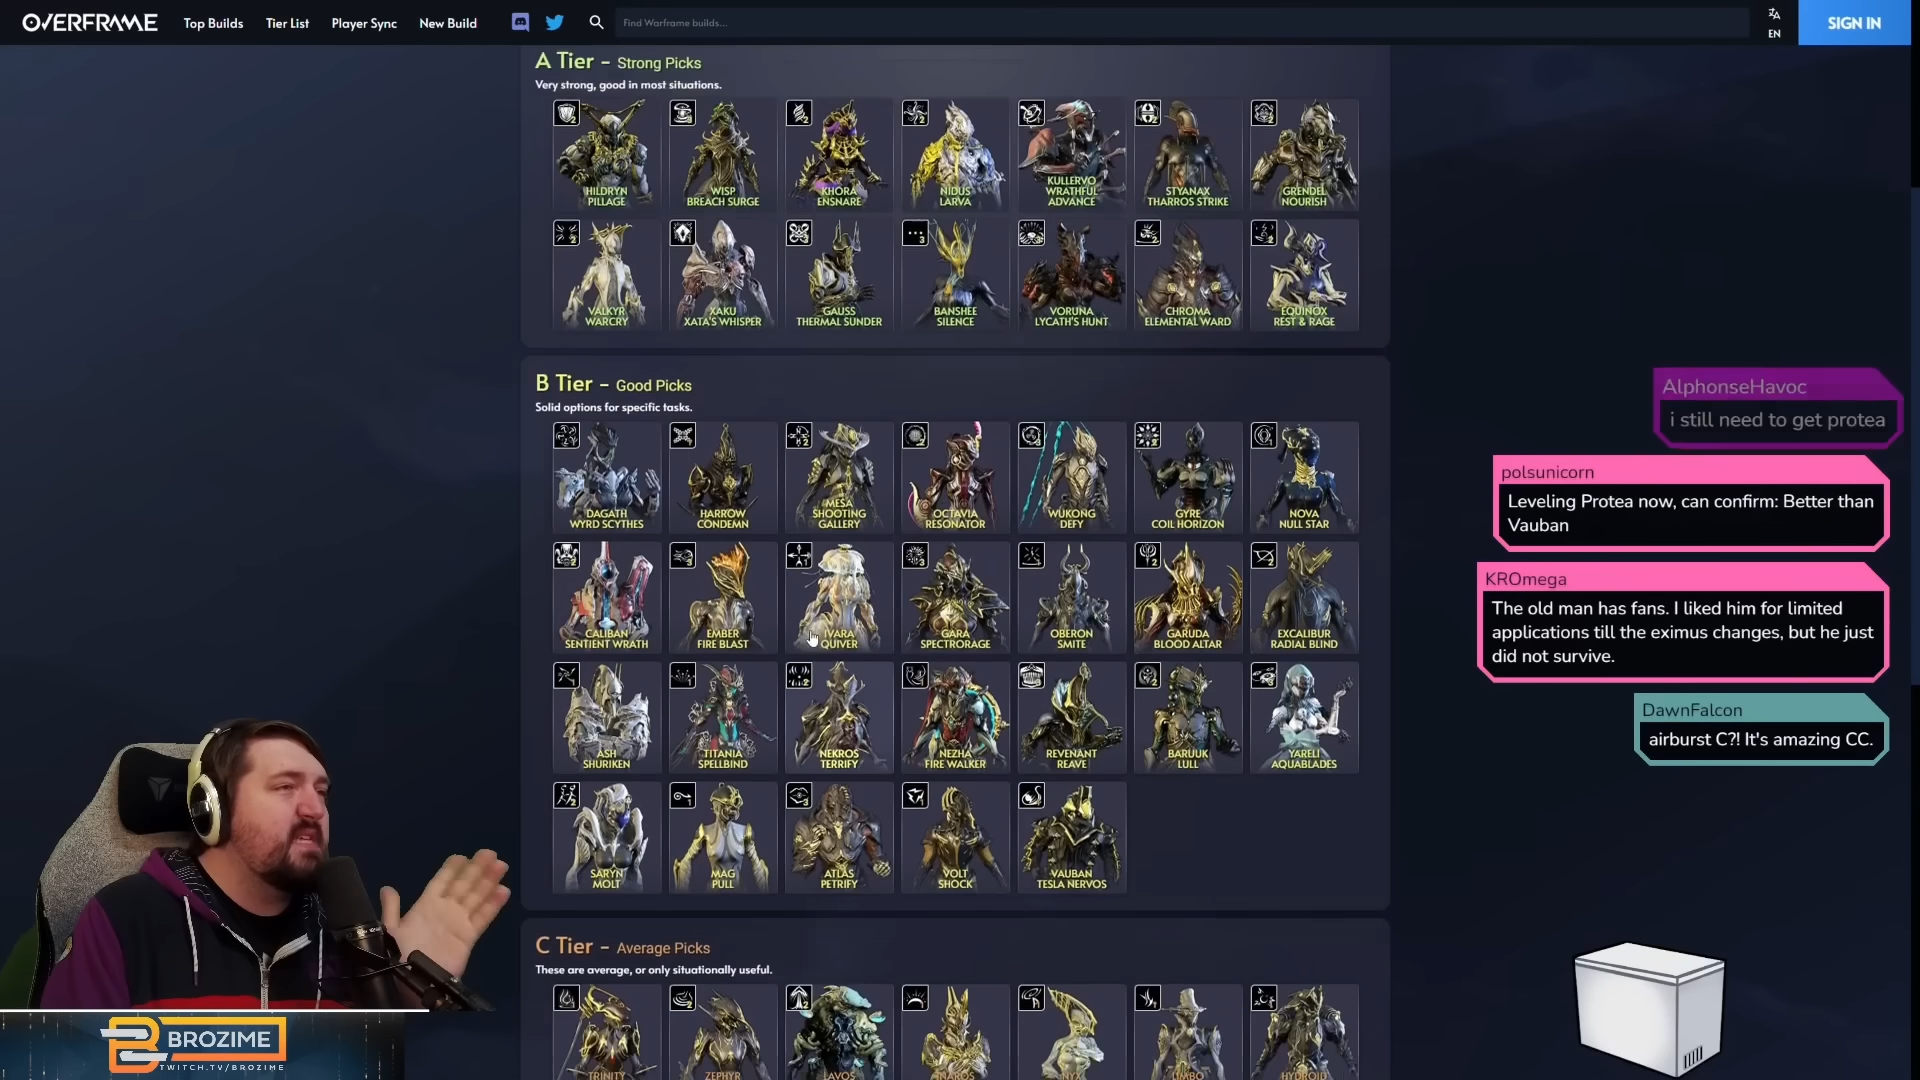 OVERFRAME Top Builds Tier List Player Sync New Build Find Warframe builds... EN SIGN IN
A Tier - Strong Picks
Very strong, good in most situations.
HILDRYN
PILLAGE
WISP
BREACH SURGE
KHORA
ENSNARE
NIDUS
LARVA
KULLERVO
WRATHFUL
ADVANCE
STYANAX
THARROS STRIKE
GRENDEL
NOURISH
VALKYR
WARCRY
XAKU
XATA'S WHISPER
GAUSS
THERMAL SUNDER
BANSHEE
SILENCE
VORUNA
LYCATH'S HUNT
CHROMA
ELEMENTAL WARD
EQUINOX
REST & RAGE
B Tier - Good Picks
Solid options for specific tasks.
DAGATH
WYRD SCYTHES
HARROW
CONDEMN
MESA
SHOOTING
GALLERY
OCTAVIA
RESONATOR
WUKONG
DEFY
GYRE
COIL HORIZON
NOVA
NULL STAR
CALIBAN
SENTIENT WRATH
EMBER
FIRE BLAST
IVARA
QUIVER
GARA
SPECTRORAGE
OBERON
SMITE
GARUDA
BLOOD ALTAR
EXCALIBUR
RADIAL BLIND
ASH
SHURIKEN
TITANIA
SPELLBIND
NEKROS
TERRIFY
NEZHA
FIRE WALKER
REVENANT
REAVE
BARUUK
LULL
YARELI
AQUABLADES
SARYN
MOLT
MAG
PULL
ATLAS
PETRIFY
VOLT
SHOCK
VAUBAN
TESLA NERVOS
C Tier - Average Picks
These are average, or only situationally useful.
TRINITY
ZEPHYR
LAVOS
INAROS
NYX
LIMBO
HYDROID
AlphonseHavoc
i still need to get protea
polsunicorn
Leveling Protea now, can confirm: Better than
Vauban
KROmega
The old man has fans. I liked him for limited
applications till the eximus changes, but he just
did not survive.
DawnFalcon
airburst C?! It's amazing CC.
BROZIME
TWITCH.TV/BROZIME